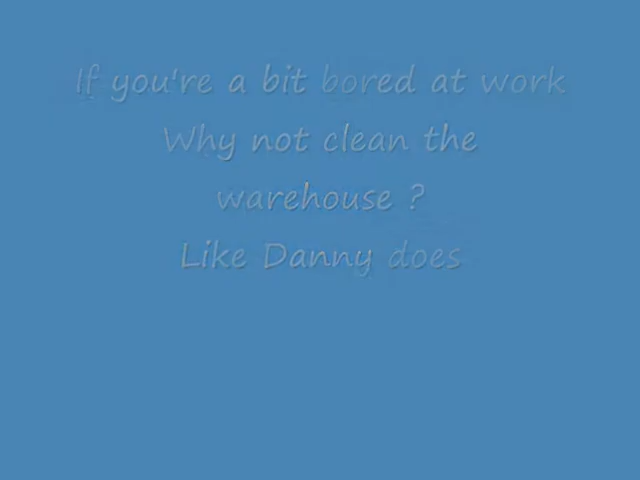 If you're a bit bored at work
Why not clean the
warehouse ?
Like Danny does